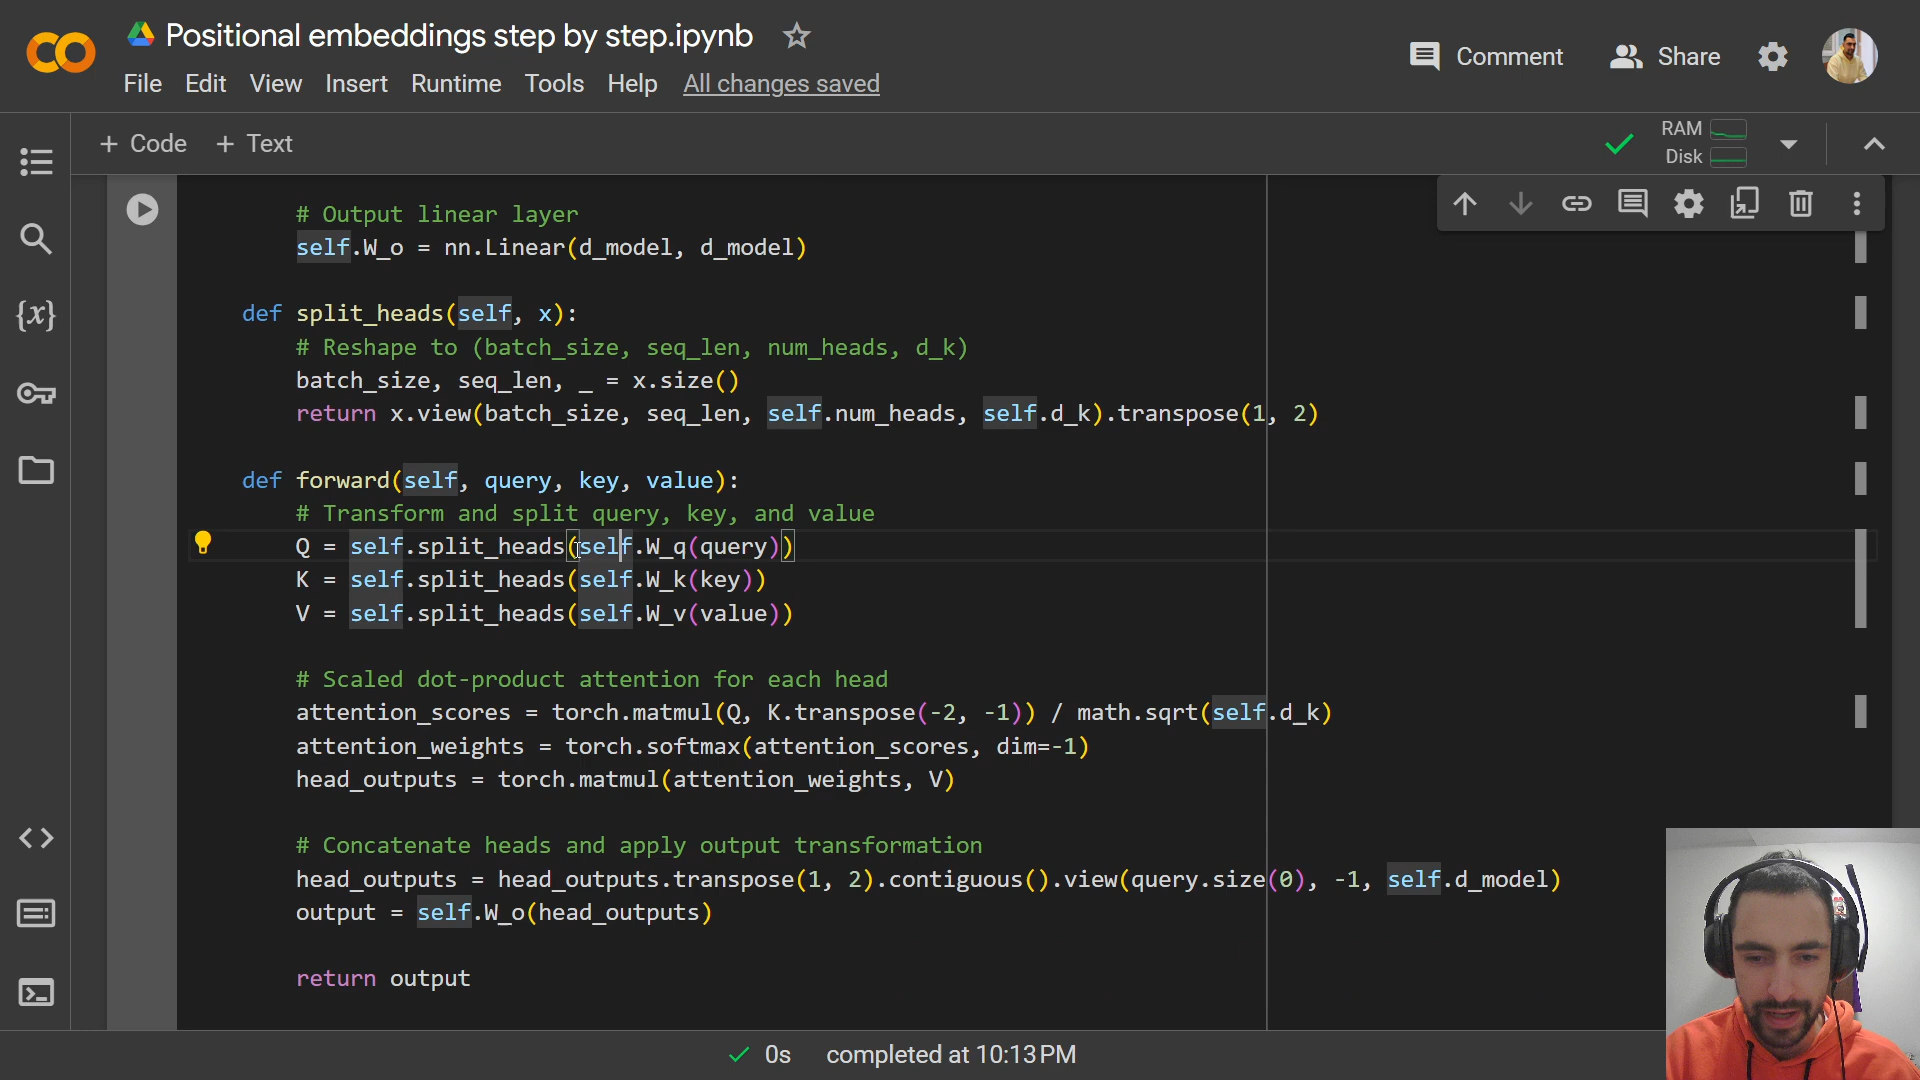 Positional embeddings step by step.ipynb
Comment
Share
File Edit View Insert Runtime Tools Help All changes saved
+ Code + Text
RAM
Disk
{x}
# Output linear layer
self.W_o = nn.Linear(d_model, d_model)
def split_heads(self, x):
# Reshape to (batch_size, seq_len, num_heads, d_k)
batch_size, seq_len, _ = x.size()
return x.view(batch_size, seq_len, self.num_heads, self.d_k).transpose(1, 2)
def forward(self, query, key, value):
# Transform and split query, key, and value
Q = self.split_heads(self.W_q(query))
K = self.split_heads(self.W_k(key))
V = self.split_heads(self.W_v(value))
# Scaled dot-product attention for each head
attention_scores = torch.matmul(Q, K.transpose(-2, -1)) / math.sqrt(self.d_k)
attention_weights = torch.softmax(attention_scores, dim=-1)
head_outputs = torch.matmul(attention_weights, V)
# Concatenate heads and apply output transformation
head_outputs = head_outputs.transpose(1, 2).contiguous().view(query.size(0), -1, self.d_model)
output = self.W_o(head_outputs)
return output
0s completed at 10:13 PM